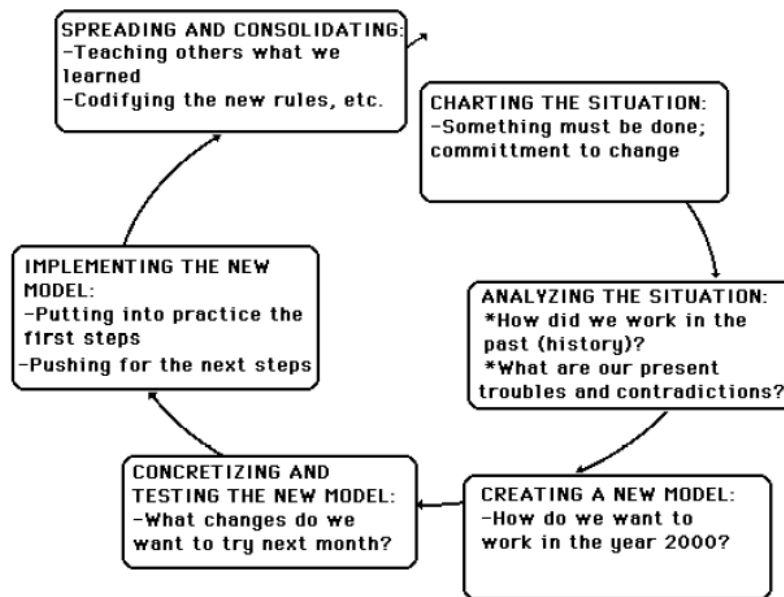 SPREADING AND CONSOLIDATING:
-Teaching others what we
learned
-Codifying the new rules, etc.
CHARTING THE SITUATION:
-Something must be done;
committment to change
ANALYZING THE SITUATION:
*How did we work in the
past (history)?
*What are our present
troubles and contradictions?
CREATING A NEW MODEL:
-How do we want to
work in the year 2000?
CONCRETIZING AND
TESTING THE NEW MODEL:
-What changes do we
want to try next month?
IMPLEMENTING THE NEW
MODEL:
-Putting into practice the
first steps
-Pushing for the next steps